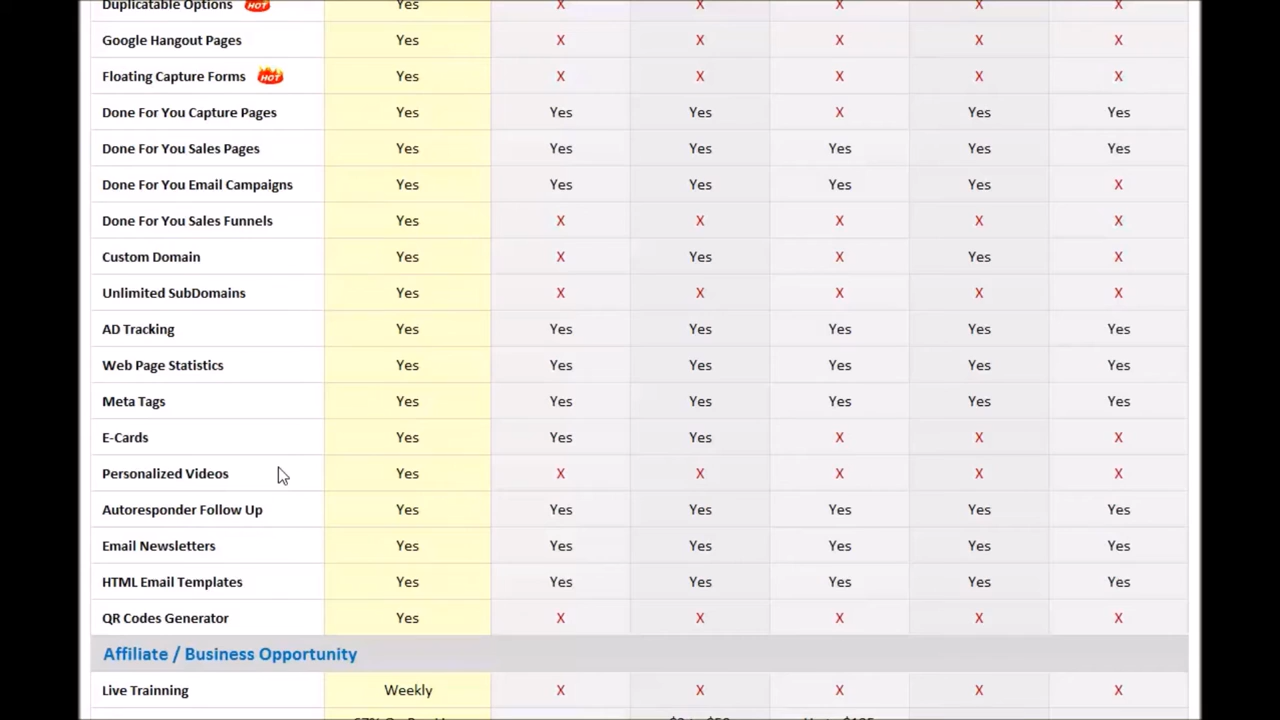 Duplicatable Options HOT Yes X X X X X
Google Hangout Pages Yes X X X X X
Floating Capture Forms HOT Yes X X X X X
Done For You Capture Pages Yes Yes Yes X Yes Yes
Done For You Sales Pages Yes Yes Yes Yes Yes Yes
Done For You Email Campaigns Yes Yes Yes Yes Yes X
Done For You Sales Funnels Yes X X X X X
Custom Domain Yes X Yes X Yes X
Unlimited SubDomains Yes X X X X X
AD Tracking Yes Yes Yes Yes Yes Yes
Web Page Statistics Yes Yes Yes Yes Yes Yes
Meta Tags Yes Yes Yes Yes Yes Yes
E-Cards Yes Yes Yes X X X
Personalized Videos Yes X X X X X
Autoresponder Follow Up Yes Yes Yes Yes Yes Yes
Email Newsletters Yes Yes Yes Yes Yes Yes
HTML Email Templates Yes Yes Yes Yes Yes Yes
QR Codes Generator Yes X X X X X
Affiliate / Business Opportunity
Live Trainning Weekly X X X X X